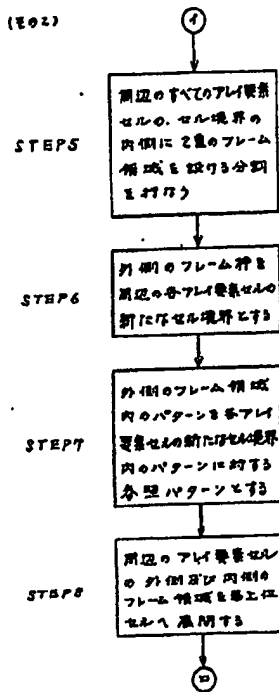 (その2)
イ
STEP5
周辺のすべてのアレイ要素
セルの、セル境界の
内側に2重のフレーム
領域を設ける分割
を行なう
STEP6
外側のフレーム枠を
周辺の各アレイ要素セルの
新たなセル境界とする
STEP7
外側のフレーム領域
内のパターンを各アレイ
要素セルの新たなセル境界
内のパターンに対する
参照パターンとする
STEP8
周辺のアレイ要素セル
の外側及び内側の
フレーム領域を最上位
セルへ展開する
ロ